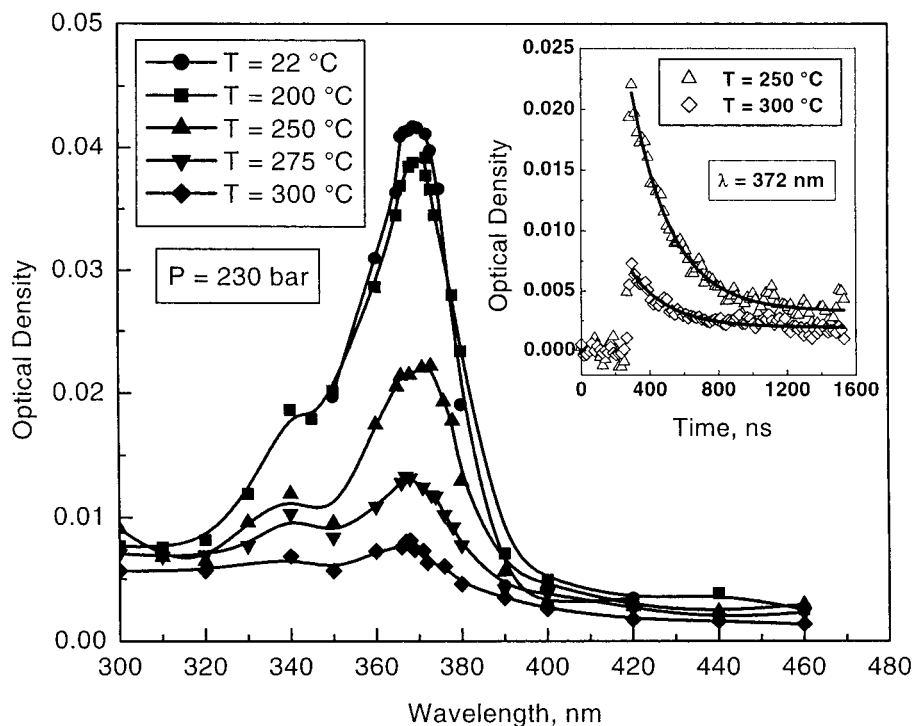 0.05
0.04
0.03
0.02
0.01
0.00
Optical Density
300 320 340 360 380 400 420 440 460 480
Wavelength, nm
T = 22 °C
T = 200 °C
T = 250 °C
T = 275 °C
T = 300 °C
P = 230 bar
0.025
0.020
0.015
0.010
0.005
0.000
Optical Density
0 400 800 1200 1600
Time, ns
T = 250 °C
T = 300 °C
λ = 372 nm